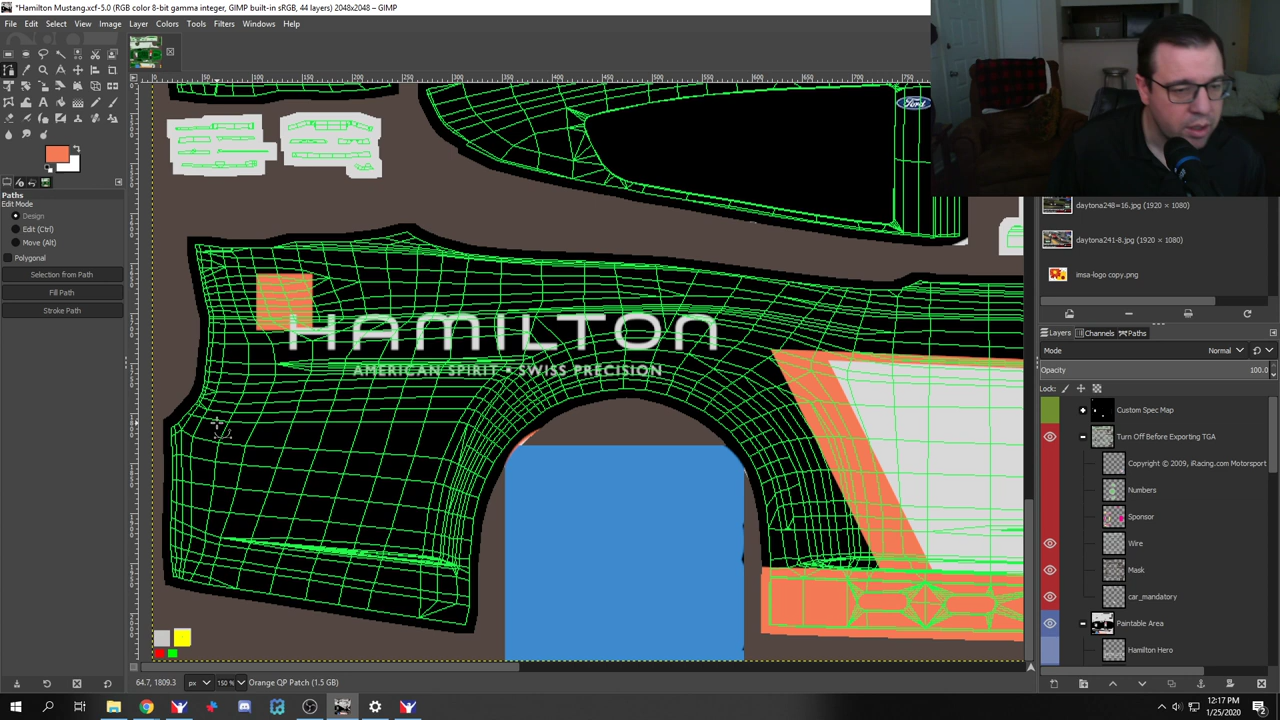 *Hamilton Mustang.xcf-5.0 (RGB color 8-bit gamma integer, GIMP built-in sRGB, 44 layers) 2048x2048 – GIMP
File Edit Select View Image Layer Colors Tools Filters Windows Help
Ford
daytona248=16.jpg (1920 × 1080)
daytona241-8.jpg (1920 × 1080)
imsa-logo copy.png
Paths
Edit Mode
Design
Edit (Ctrl)
Move (Alt)
Polygonal
Selection from Path
Fill Path
Stroke Path
HAMILTON
AMERICAN SPIRIT • SWISS PRECISION
Layers Channels Paths
Mode Normal
Opacity 100.0
Lock:
Custom Spec Map
Turn Off Before Exporting TGA
Copyright © 2009, iRacing.com Motorsport
Numbers
Sponsor
Wire
Mask
car_mandatory
Paintable Area
Hamilton Hero
64.7, 1809.3 px 150 % Orange QP Patch (1.5 GB)
12:17 PM
1/25/2020